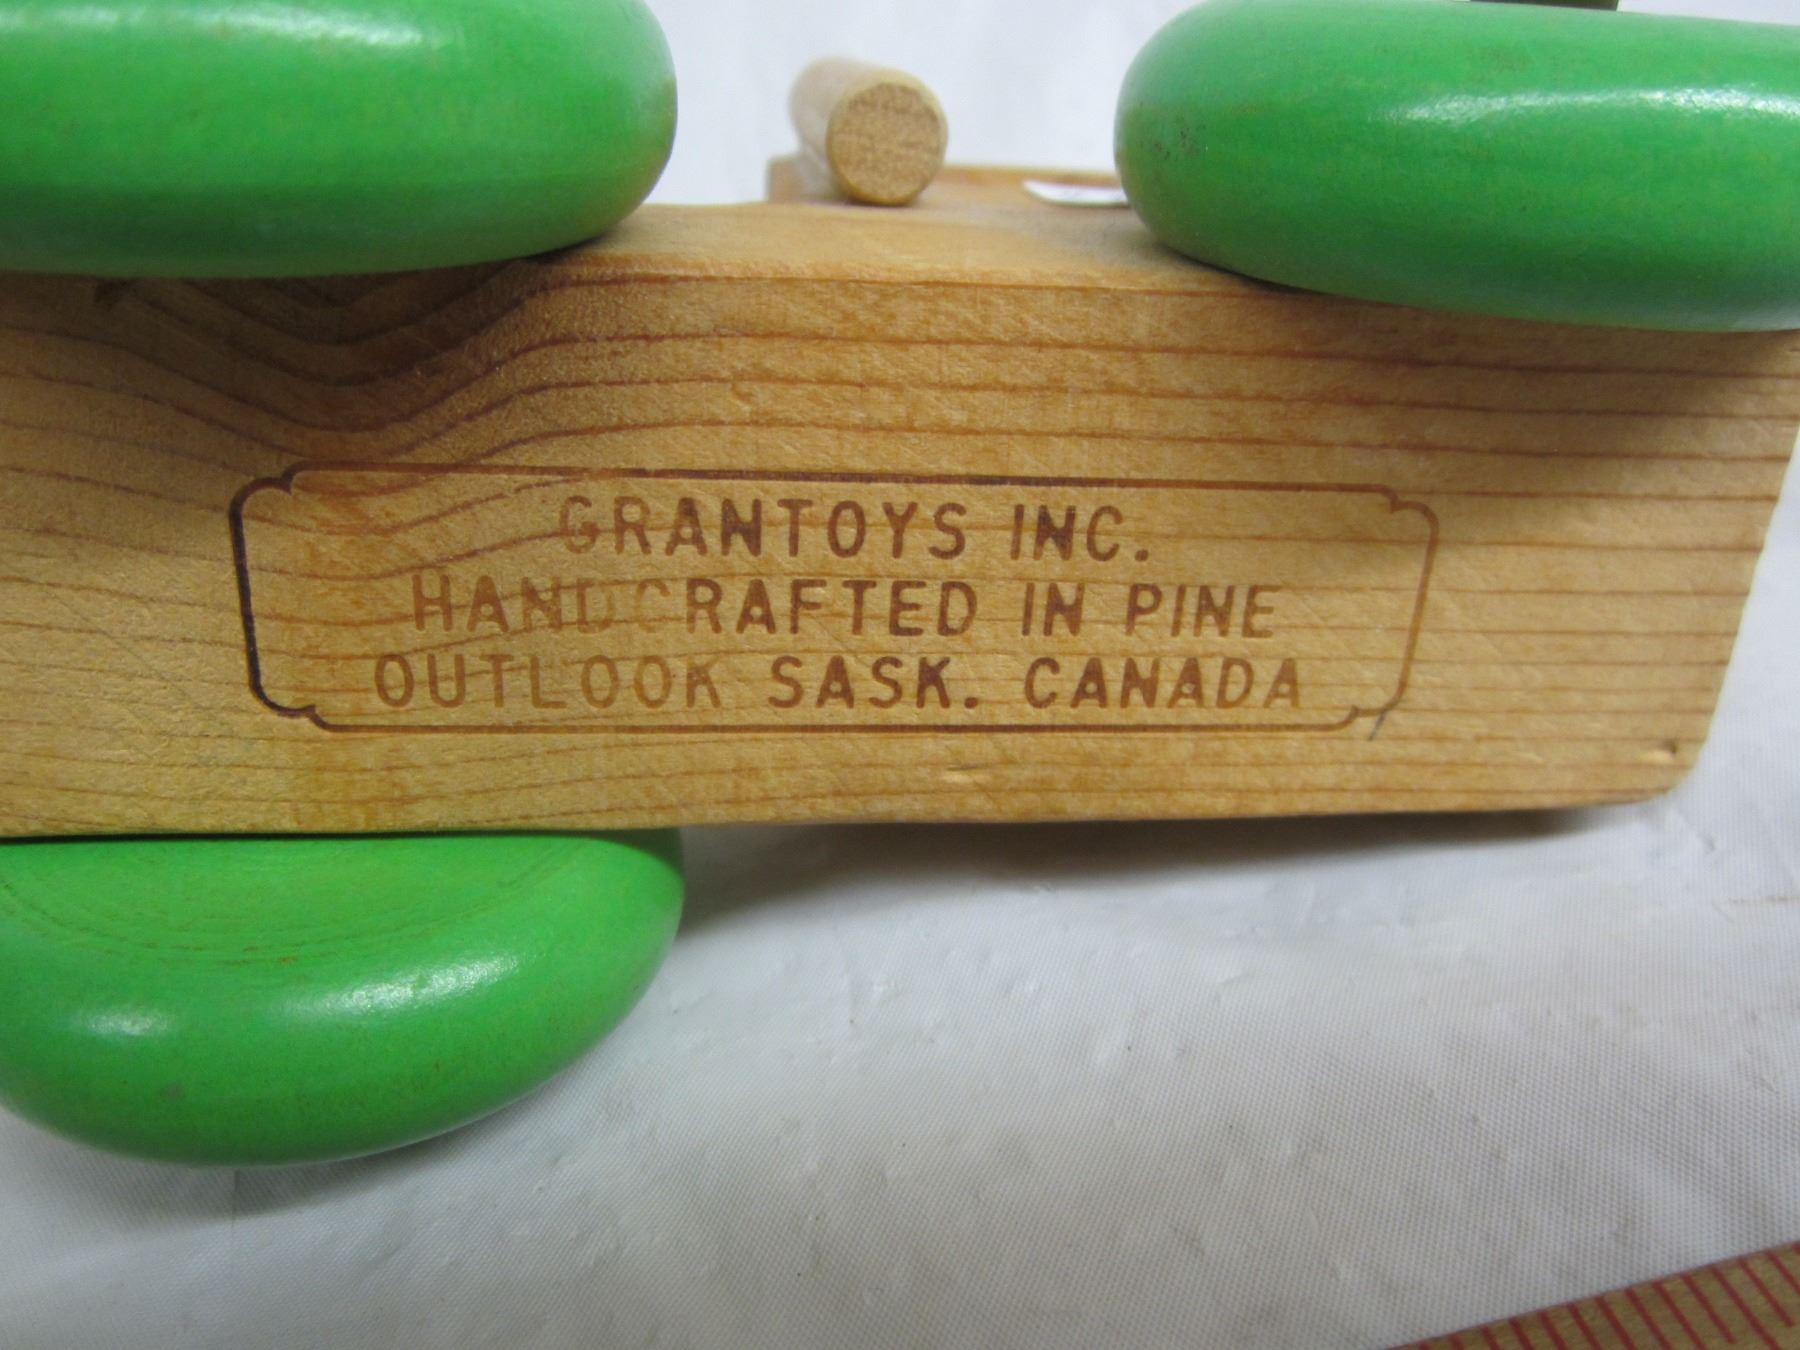 GRANTOYS INC.
HANDCRAFTED IN PINE
OUTLOOK SASK. CANADA